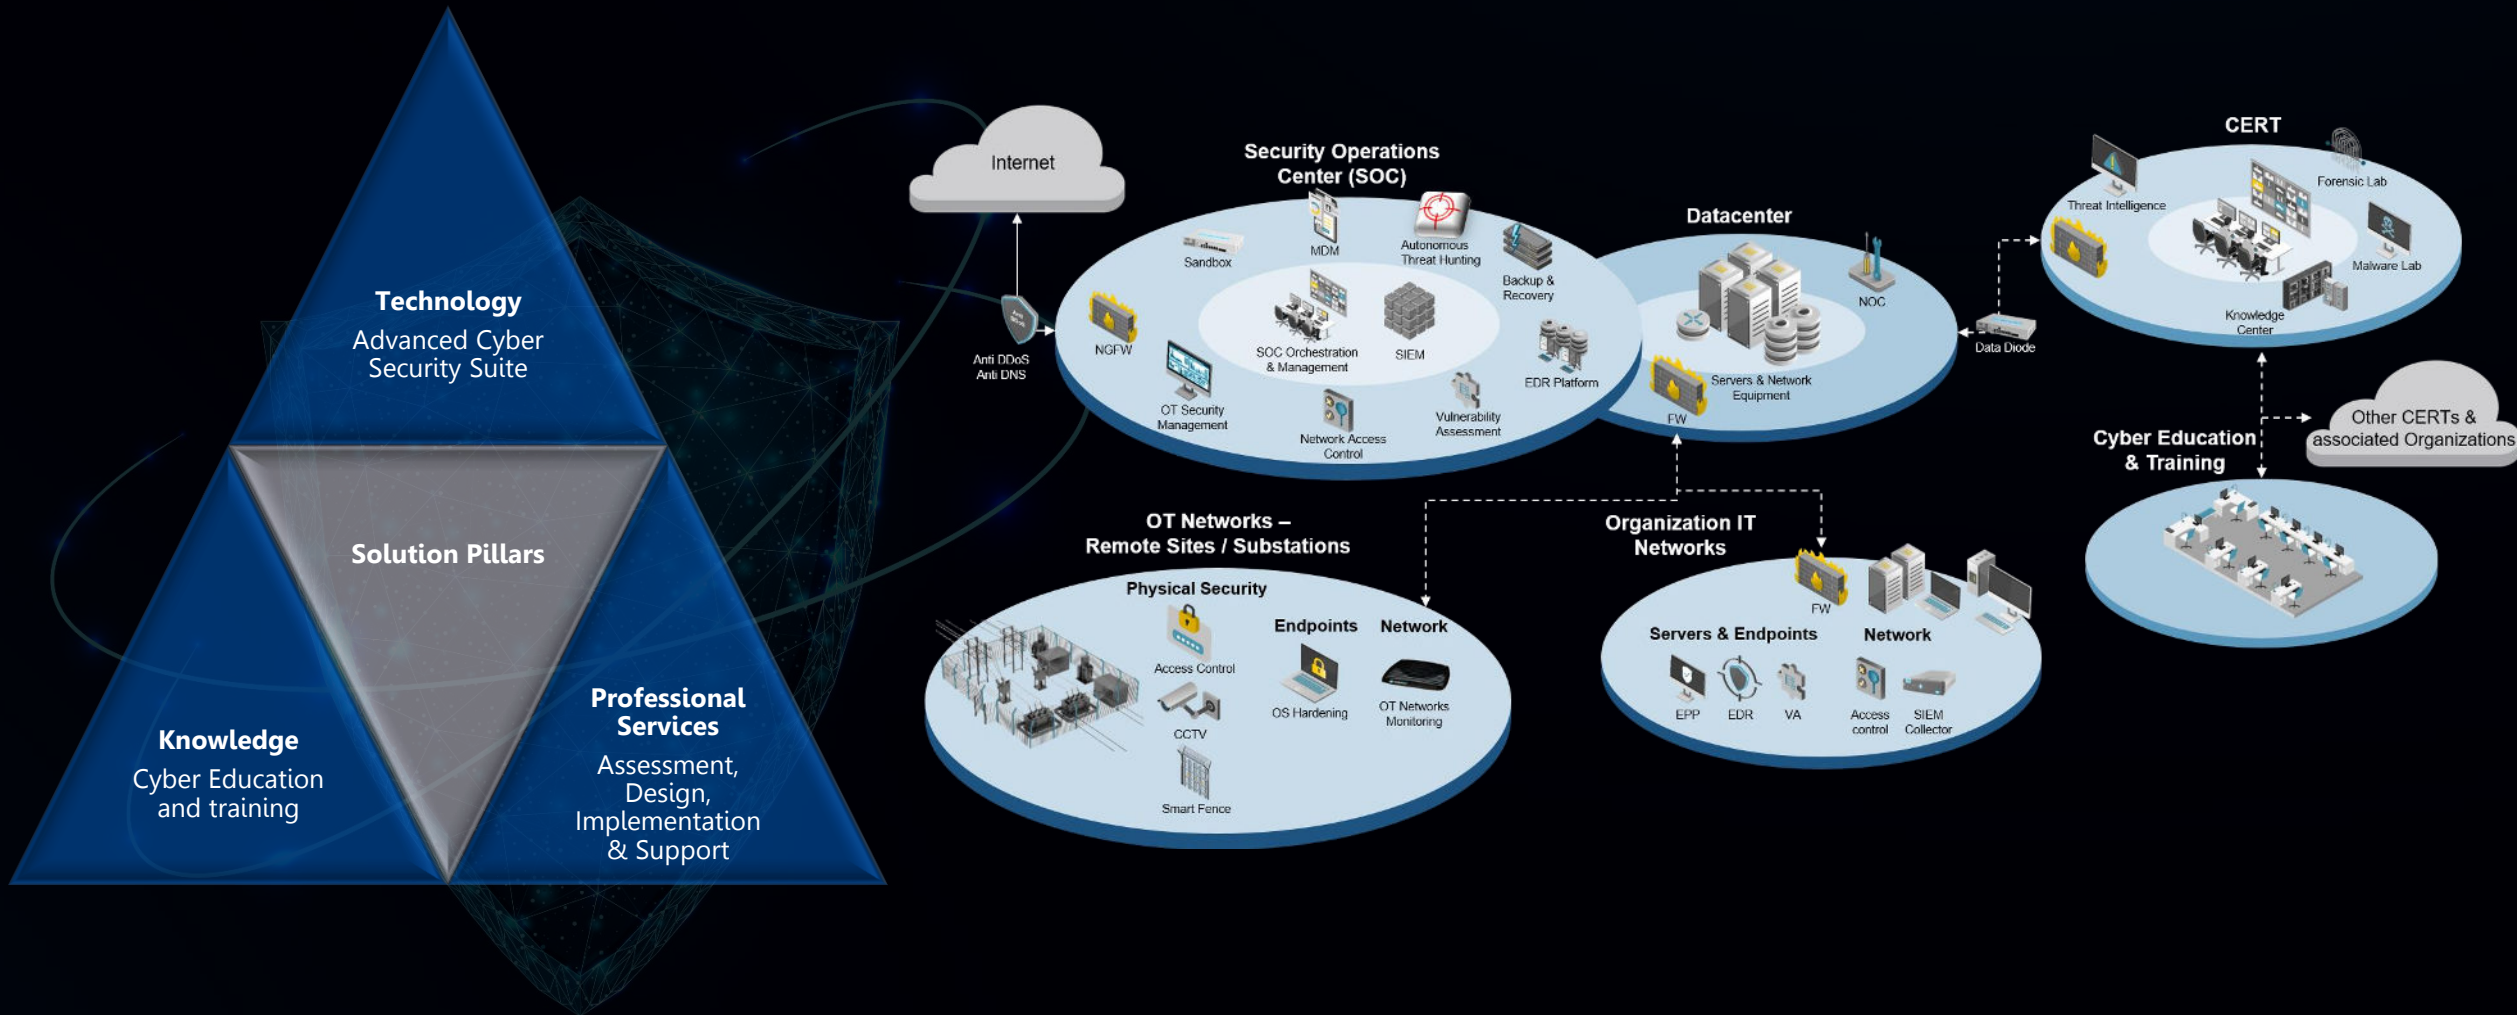 Technology
Advanced Cyber
Security Suite
Solution Pillars
Knowledge
Cyber Education
and training
Professional
Services
Assessment,
Design,
Implementation
& Support
Internet
Anti DDoS
Anti DNS
Security Operations
Center (SOC)
Sandbox
MDM
Autonomous
Threat Hunting
Backup &
Recovery
NGFW
SOC Orchestration
& Management
SIEM
EDR Platform
OT Security
Management
Network Access
Control
Vulnerability
Assessment
Datacenter
NOC
Servers & Network
Equipment
FW
Data Diode
CERT
Threat Intelligence
Forensic Lab
Malware Lab
Knowledge
Center
Other CERTs &
associated Organizations
Cyber Education
& Training
OT Networks –
Remote Sites / Substations
Physical Security
Access Control
CCTV
Smart Fence
Endpoints
OS Hardening
Network
OT Networks
Monitoring
Organization IT
Networks
FW
Servers & Endpoints
EPP
EDR
VA
Network
Access
control
SIEM
Collector